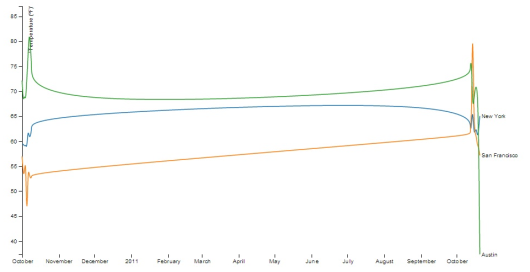 Temperature (°F)
85
80
75
70
65
60
55
50
45
40
New York
San Francisco
Austin
October November December 2011 February March April May June July August September October